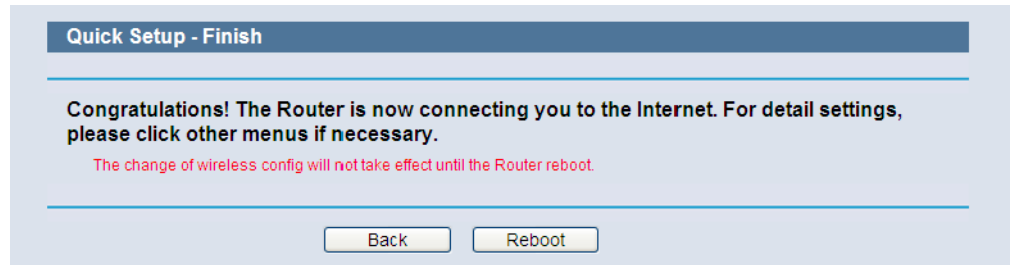 Quick Setup - Finish
Congratulations! The Router is now connecting you to the Internet. For detail settings,
please click other menus if necessary.
The change of wireless config will not take effect until the Router reboot.
Back
Reboot